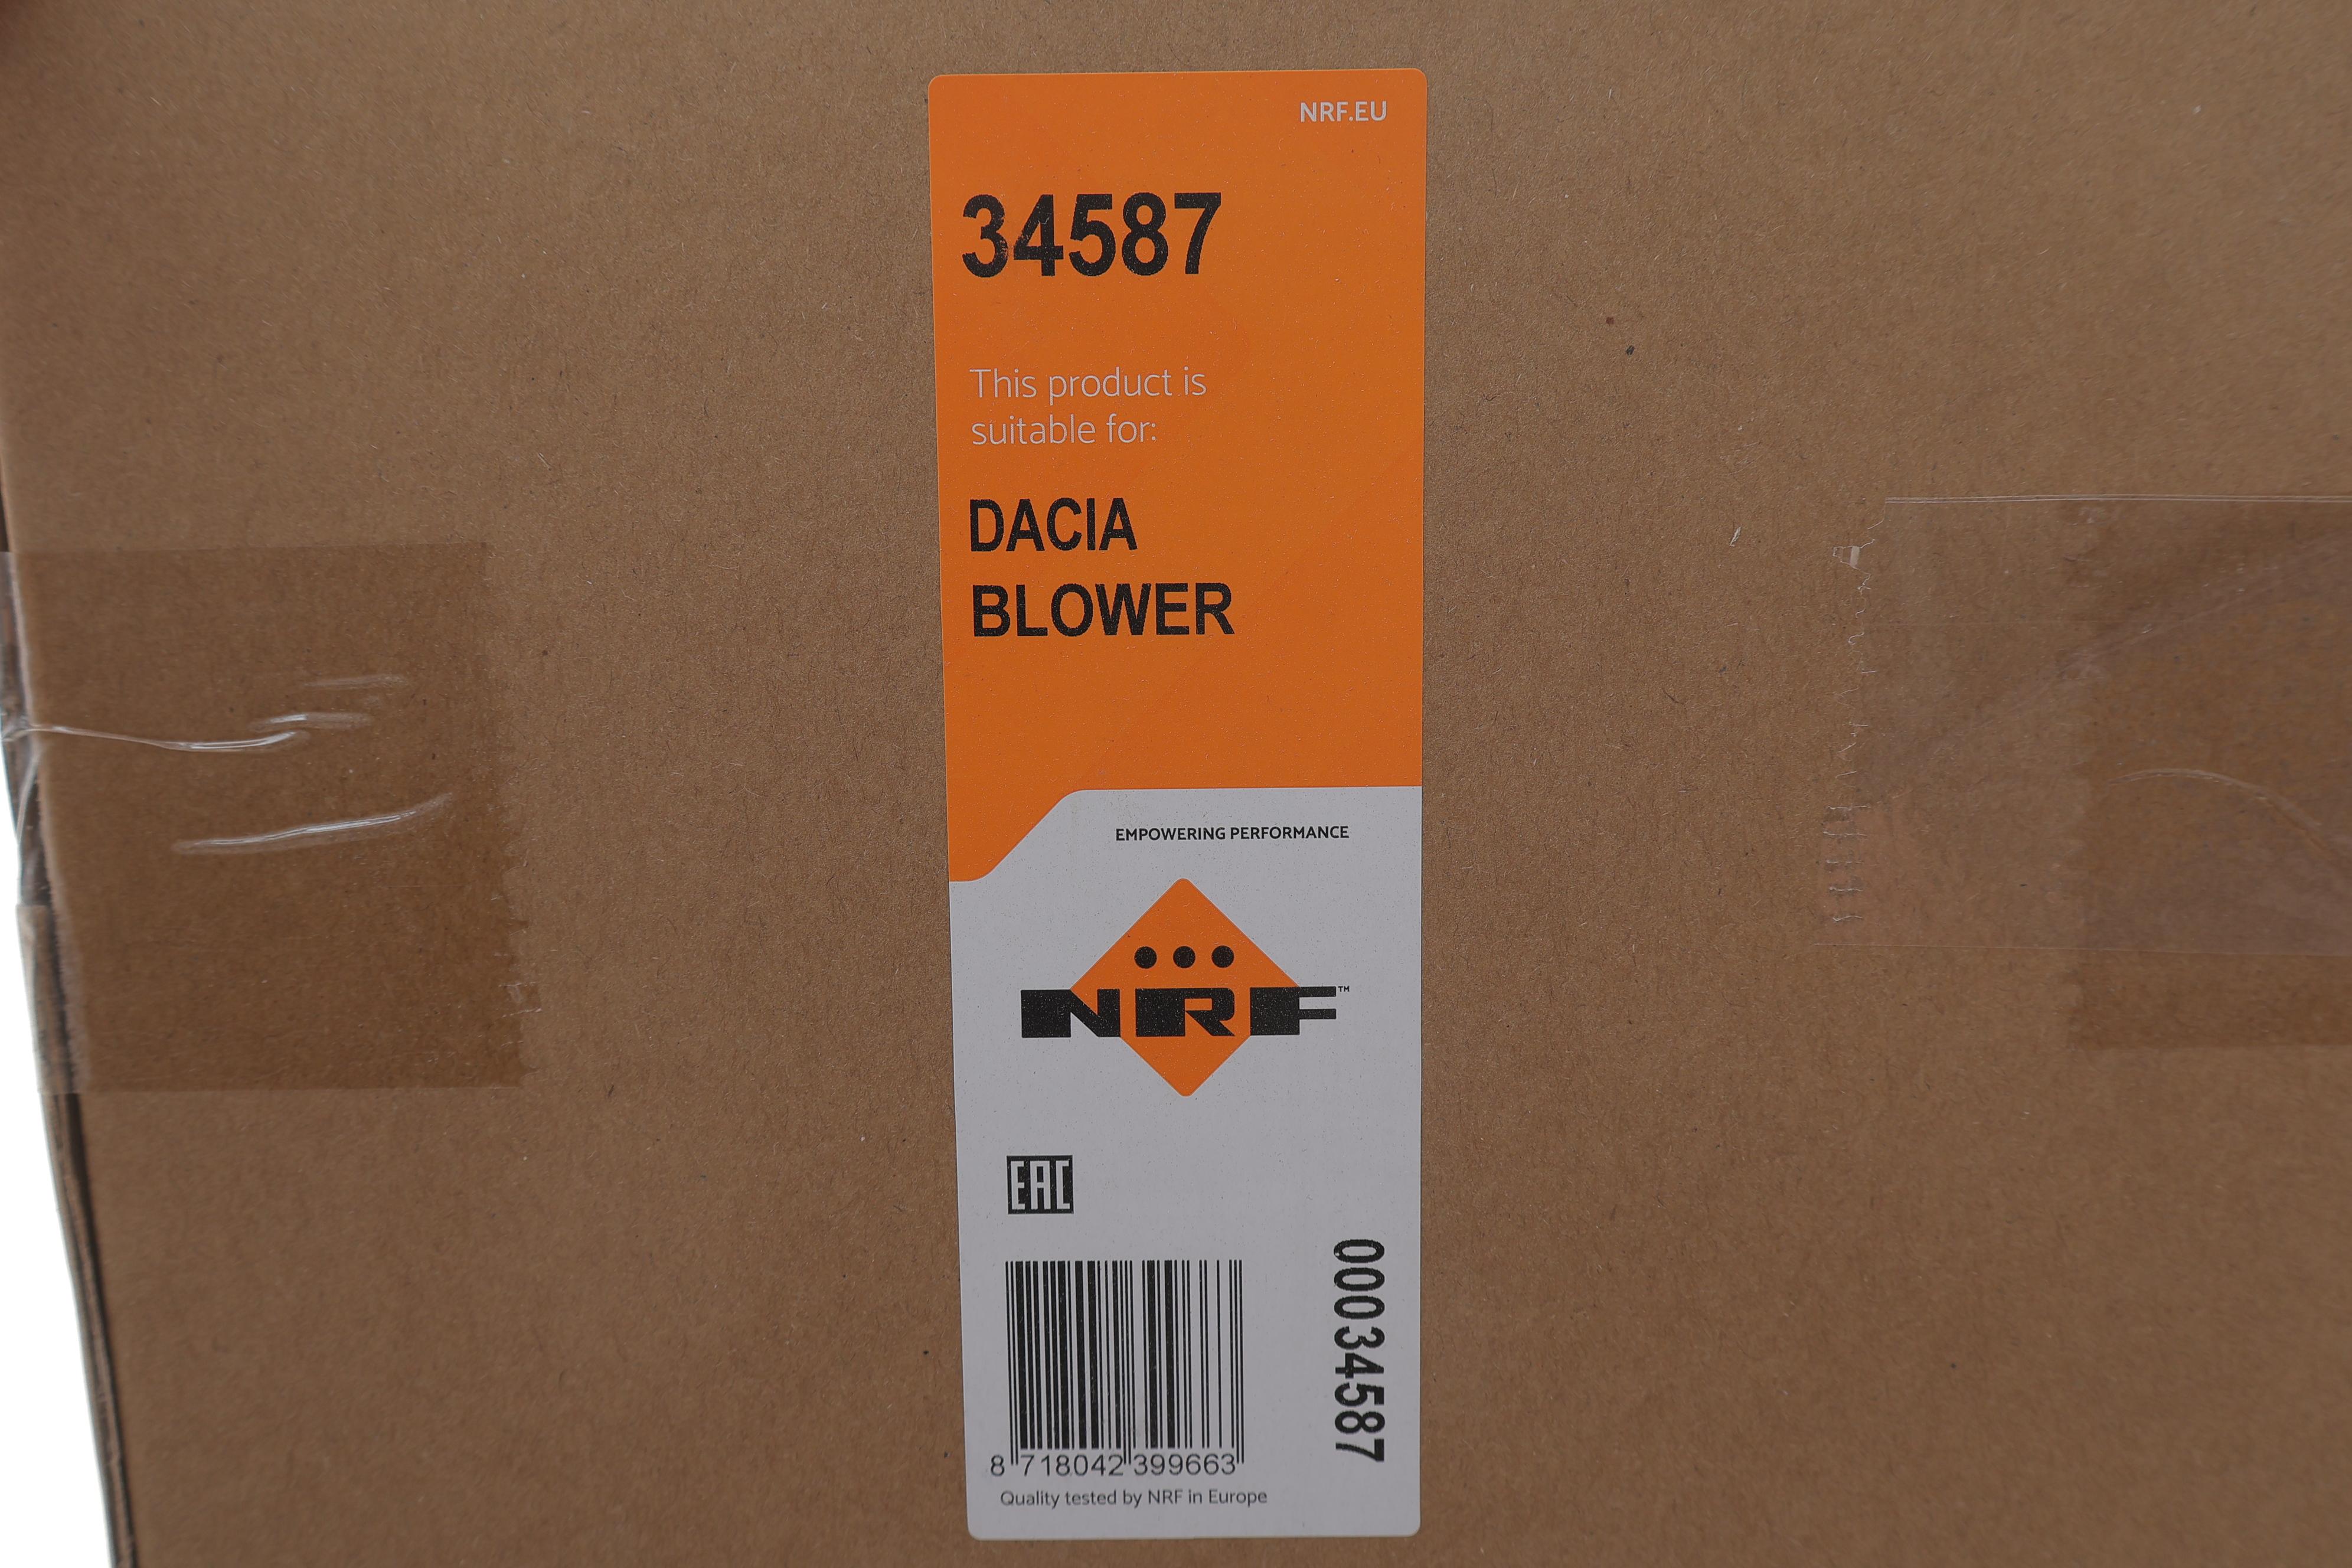 NRF.EU
34587
This product is
suitable for:
DACIA
BLOWER
EMPOWERING PERFORMANCE
NRF™
EAC
00034587
8 718042 399663
Quality tested by NRF in Europe